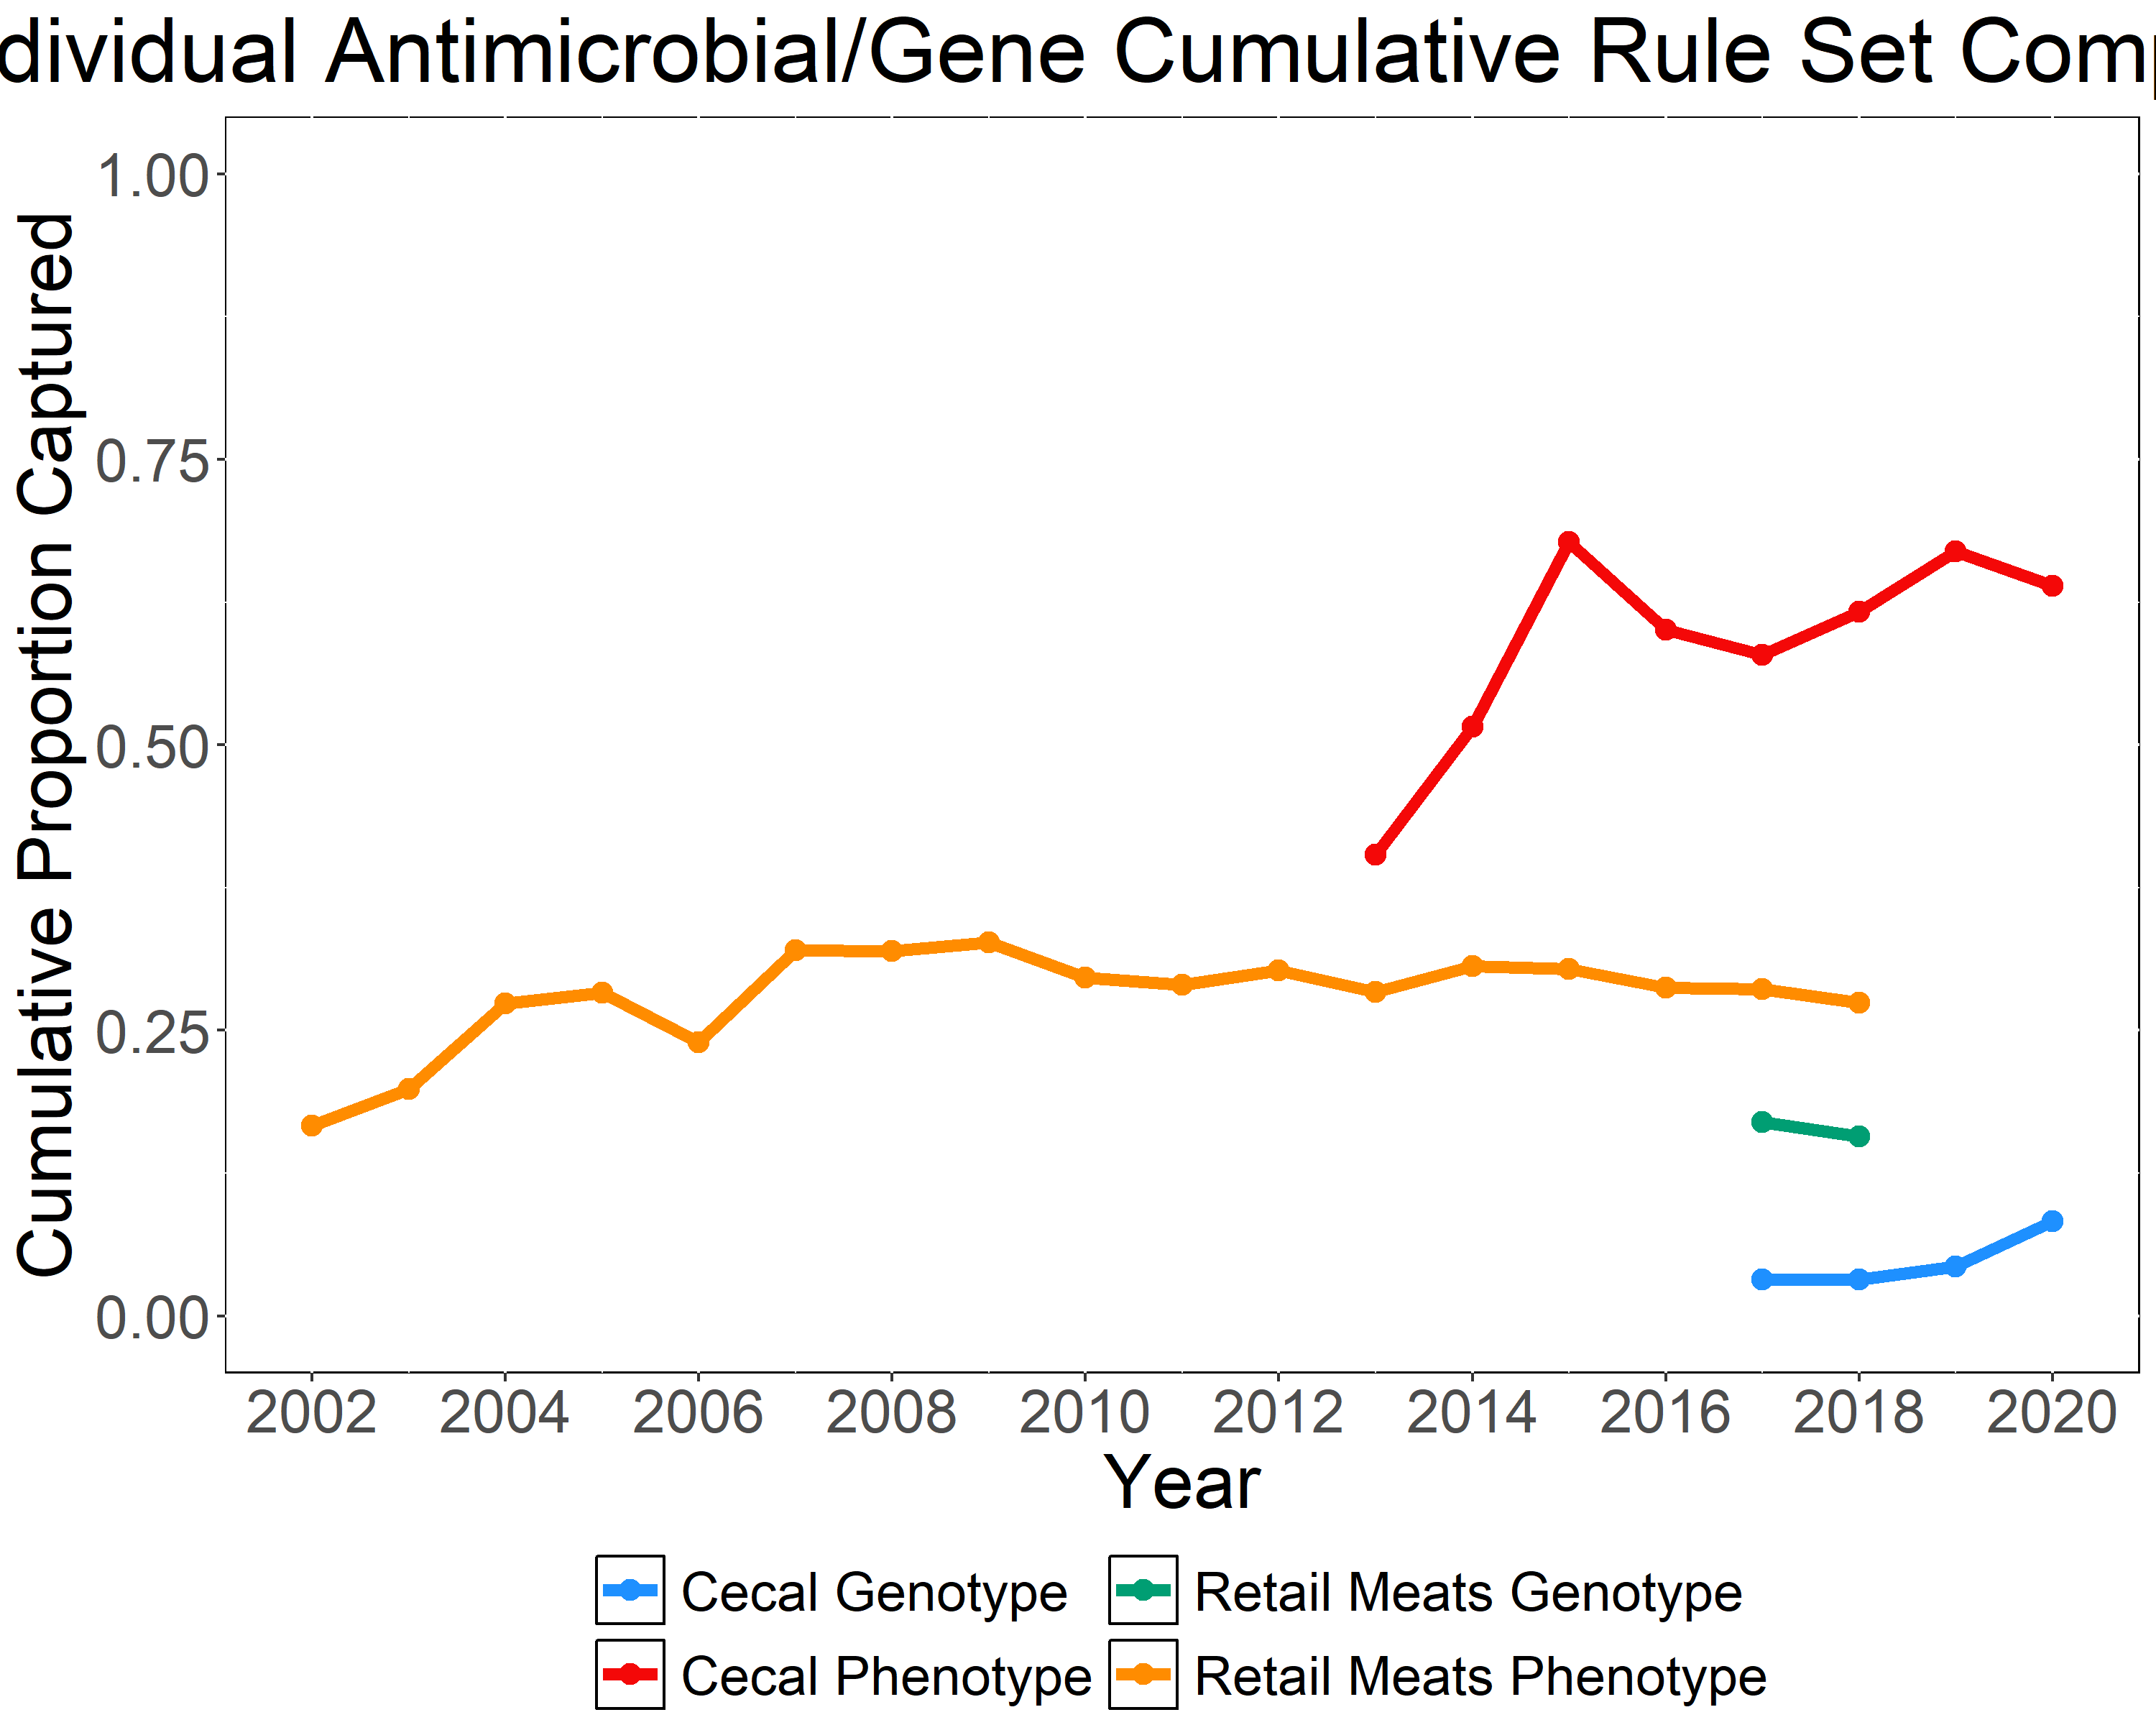 dividual Antimicrobial/Gene Cumulative Rule Set Comp
Cumulative Proportion Captured
1.00
0.75
0.50
0.25
0.00
2002 2004 2006 2008 2010 2012 2014 2016 2018 2020
Year
Cecal Genotype Retail Meats Genotype
Cecal Phenotype Retail Meats Phenotype